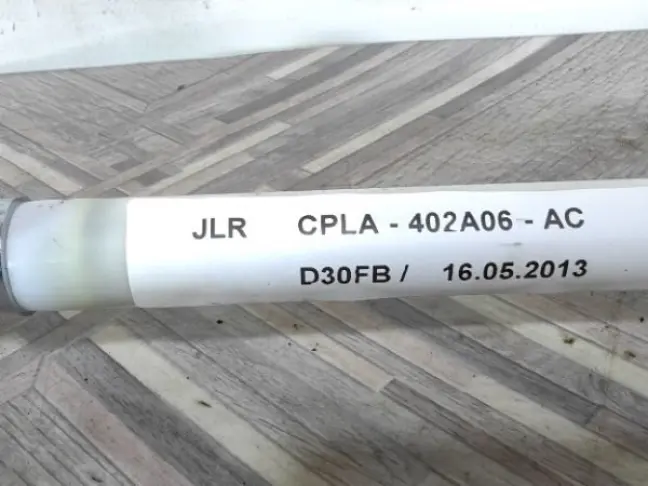 JLR CPLA - 402A06 - AC
D30FB / 16.05.2013